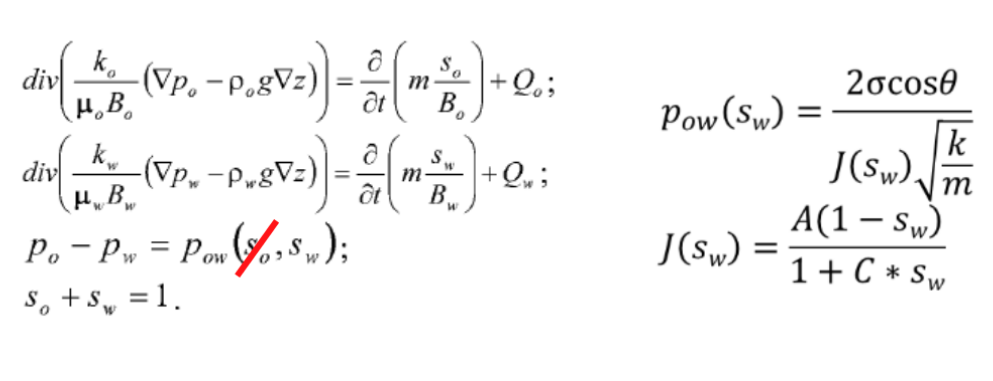 div(k_o/(μ_o B_o) (∇p_o − ρ_o g∇z)) = ∂/∂t (m s_o/B_o) + Q_o ;
div(k_w/(μ_w B_w) (∇p_w − ρ_w g∇z)) = ∂/∂t (m s_w/B_w) + Q_w ;
p_o − p_w = p_ow (s_o, s_w);
s_o + s_w = 1.
p_ow(s_w) = 2σcosθ / (J(s_w) √(k/m))
J(s_w) = A(1 − s_w) / (1 + C * s_w)